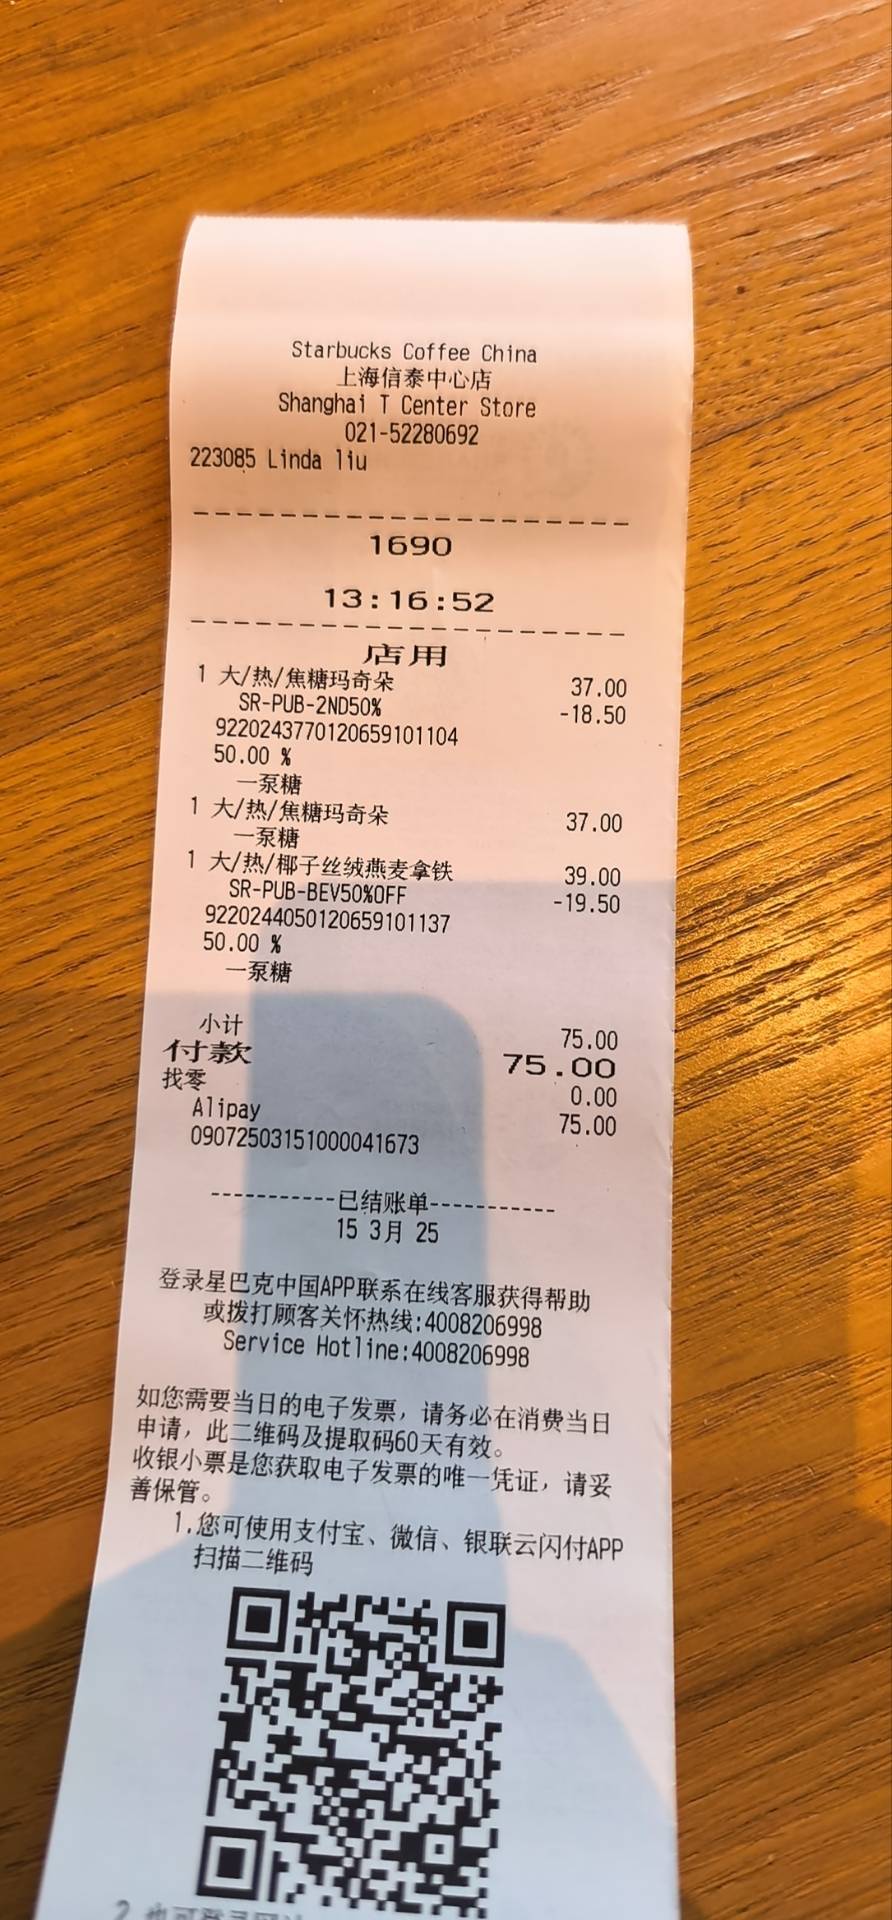 Starbucks Coffee China
上海信泰中心店
Shanghai T Center Store
021-52280692
223085 Linda liu
1690
13:16:52
店用
1 大/热/焦糖玛奇朵 37.00
SR-PUB-2ND50% -18.50
9220243770120659101104
50.00 %
一泵糖
1 大/热/焦糖玛奇朵 37.00
一泵糖
1 大/热/椰子丝绒燕麦拿铁 39.00
SR-PUB-BEV50%OFF -19.50
9220244050120659101137
50.00 %
一泵糖
小计 75.00
付款 75.00
找零 0.00
Alipay 75.00
09072503151000041673
-----------已结账单-----------
15 3月 25
登录星巴克中国APP联系在线客服获得帮助
或拨打顾客关怀热线:4008206998
Service Hotline:4008206998
如您需要当日的电子发票，请务必在消费当日
申请，此二维码及提取码60天有效。
收银小票是您获取电子发票的唯一凭证，请妥
善保管。
1.您可使用支付宝、微信、银联云闪付APP
扫描二维码